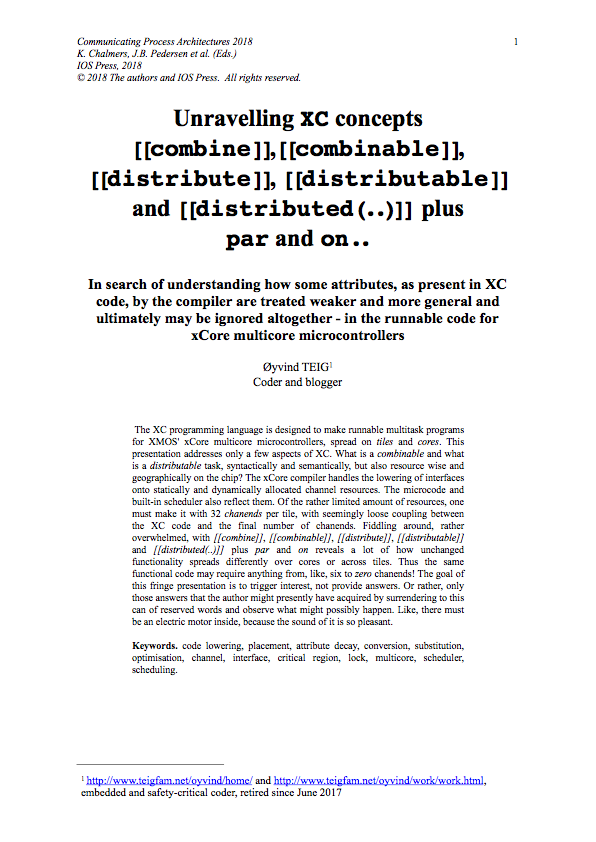 Communicating Process Architectures 2018
1
K. Chalmers, J.B. Pedersen et al. (Eds.)
IOS Press, 2018
© 2018 The authors and IOS Press. All rights reserved.
Unravelling XC concepts
[[combine]],[[combinable]],
[[distribute]], [[distributable]]
and [[distributed(..)]] plus
par and on..
In search of understanding how some attributes, as present in XC
code, by the compiler are treated weaker and more general and
ultimately may be ignored altogether - in the runnable code for
xCore multicore microcontrollers
Øyvind TEIG1
Coder and blogger
The XC programming language is designed to make runnable multitask programs
for XMOS' xCore multicore microcontrollers, spread on tiles and cores. This
presentation addresses only a few aspects of XC. What is a combinable and what
is a distributable task, syntactically and semantically, but also resource wise and
geographically on the chip? The xCore compiler handles the lowering of interfaces
onto statically and dynamically allocated channel resources. The microcode and
built-in scheduler also reflect them. Of the rather limited amount of resources, one
must make it with 32 chanends per tile, with seemingly loose coupling between
the XC code and the final number of chanends. Fiddling around, rather
overwhelmed, with [[combine]], [[combinable]], [[distribute]], [[distributable]]
and [[distributed(..)]] plus par and on reveals a lot of how unchanged
functionality spreads differently over cores or across tiles. Thus the same
functional code may require anything from, like, six to zero chanends! The goal of
this fringe presentation is to trigger interest, not provide answers. Or rather, only
those answers that the author might presently have acquired by surrendering to this
can of reserved words and observe what might possibly happen. Like, there must
be an electric motor inside, because the sound of it is so pleasant.
Keywords. code lowering, placement, attribute decay, conversion, substitution,
optimisation, channel, interface, critical region, lock, multicore, scheduler,
scheduling.
1 http://www.teigfam.net/oyvind/home/ and http://www.teigfam.net/oyvind/work/work.html,
embedded and safety-critical coder, retired since June 2017